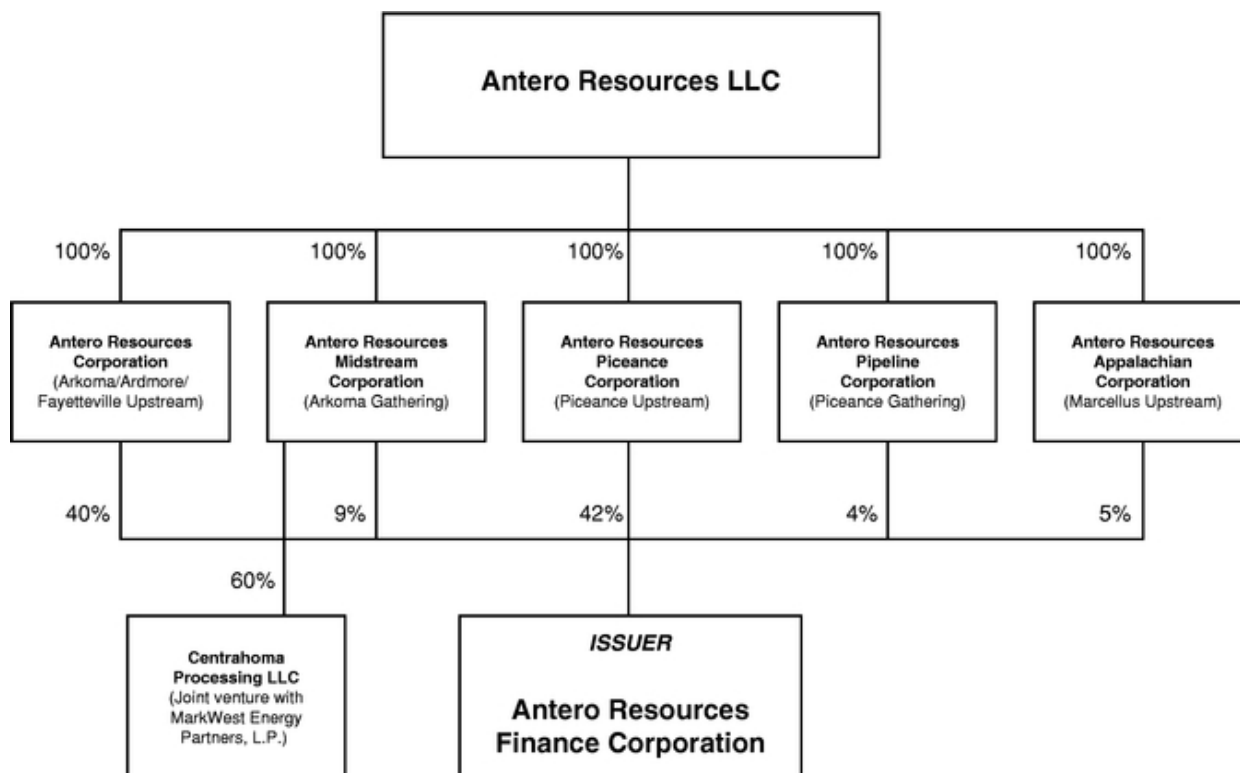 Antero Resources LLC
100%
100%
100%
100%
100%
Antero Resources
Corporation
(Arkoma/Ardmore/
Fayetteville Upstream)
Antero Resources
Midstream
Corporation
(Arkoma Gathering)
Antero Resources
Piceance
Corporation
(Piceance Upstream)
Antero Resources
Pipeline
Corporation
(Piceance Gathering)
Antero Resources
Appalachian
Corporation
(Marcellus Upstream)
40%
9%
42%
4%
5%
60%
Centrahoma
Processing LLC
(Joint venture with
MarkWest Energy
Partners, L.P.)
ISSUER
Antero Resources
Finance Corporation